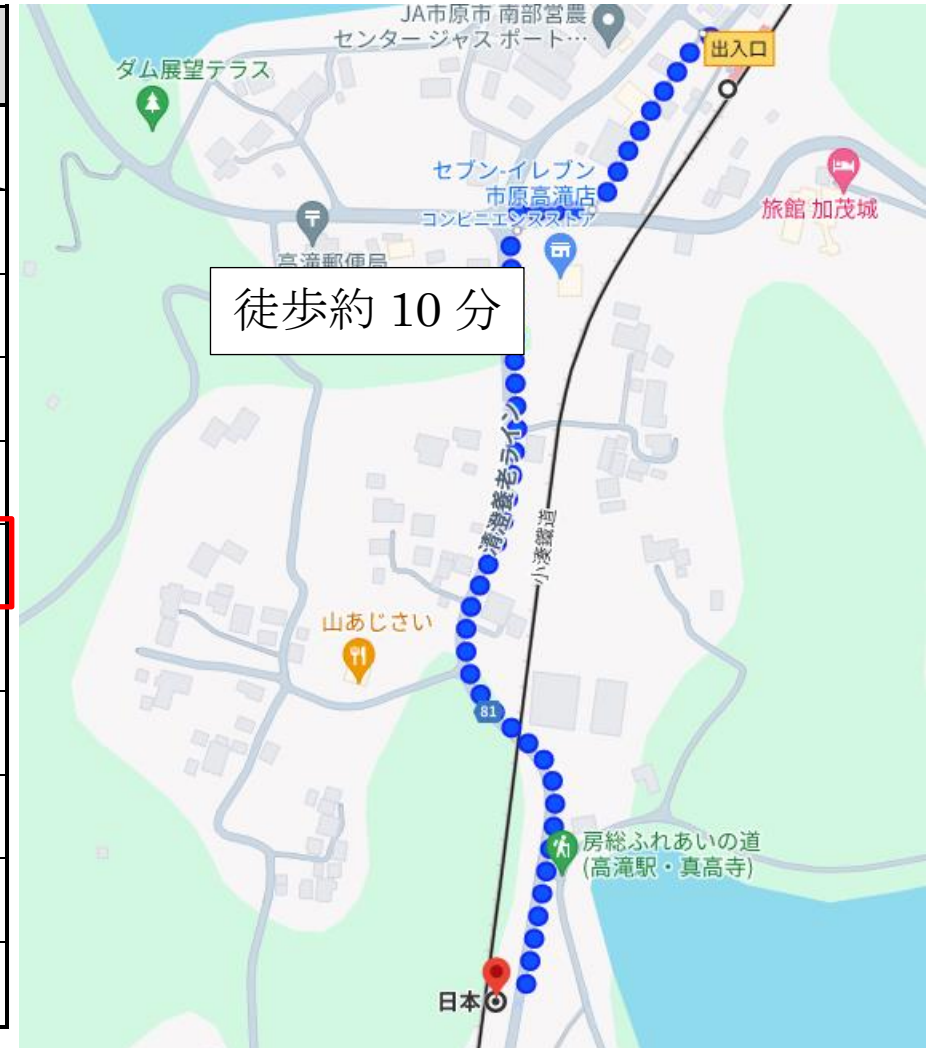 JA市原市 南部営農
センター ジャスポート…
出入口
ダム展望テラス
セブン-イレブン
市原高滝店
コンビニエンスストア
旅館 加茂城
高滝郵便局
徒歩約 10 分
清澄養老ライン
小湊鐵道
山あじさい
81
房総ふれあいの道
(高滝駅・真高寺)
日本